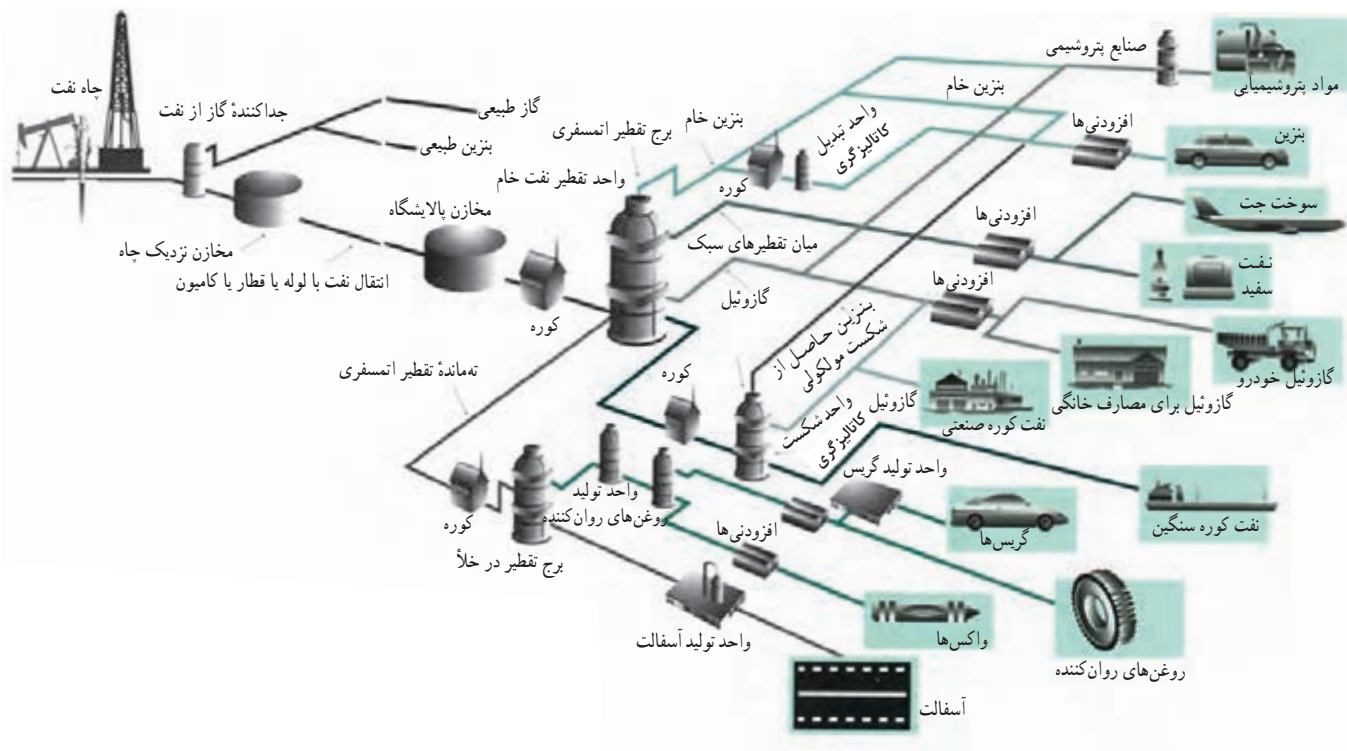 چاه نفت
جداکنندهٔ گاز از نفت
گاز طبیعی
بنزین طبیعی
مخازن نزدیک چاه
انتقال نفت با لوله یا قطار یا کامیون
مخازن پالایشگاه
کوره
واحد تقطیر نفت خام
برج تقطیر اتمسفری
بنزین خام
کوره
واحد تبدیل
کاتالیزگری
بنزین خام
صنایع پتروشیمی
مواد پتروشیمیایی
افزودنی‌ها
بنزین
میان تقطیرهای سبک
افزودنی‌ها
سوخت جت
نفت
سفید
گازوئیل
افزودنی‌ها
گازوئیل خودرو
گازوئیل برای مصارف خانگی
نفت کوره صنعتی
بنزین حاصل از
شکست مولکولی
کوره
واحد شکست
کاتالیزگری
گازوئیل
نفت کوره سنگین
ته‌ماندهٔ تقطیر اتمسفری
کوره
برج تقطیر در خلأ
واحد تولید
روغن‌های روان‌کننده
واحد تولید گریس
گریس‌ها
افزودنی‌ها
واکس‌ها
روغن‌های روان‌کننده
واحد تولید آسفالت
آسفالت